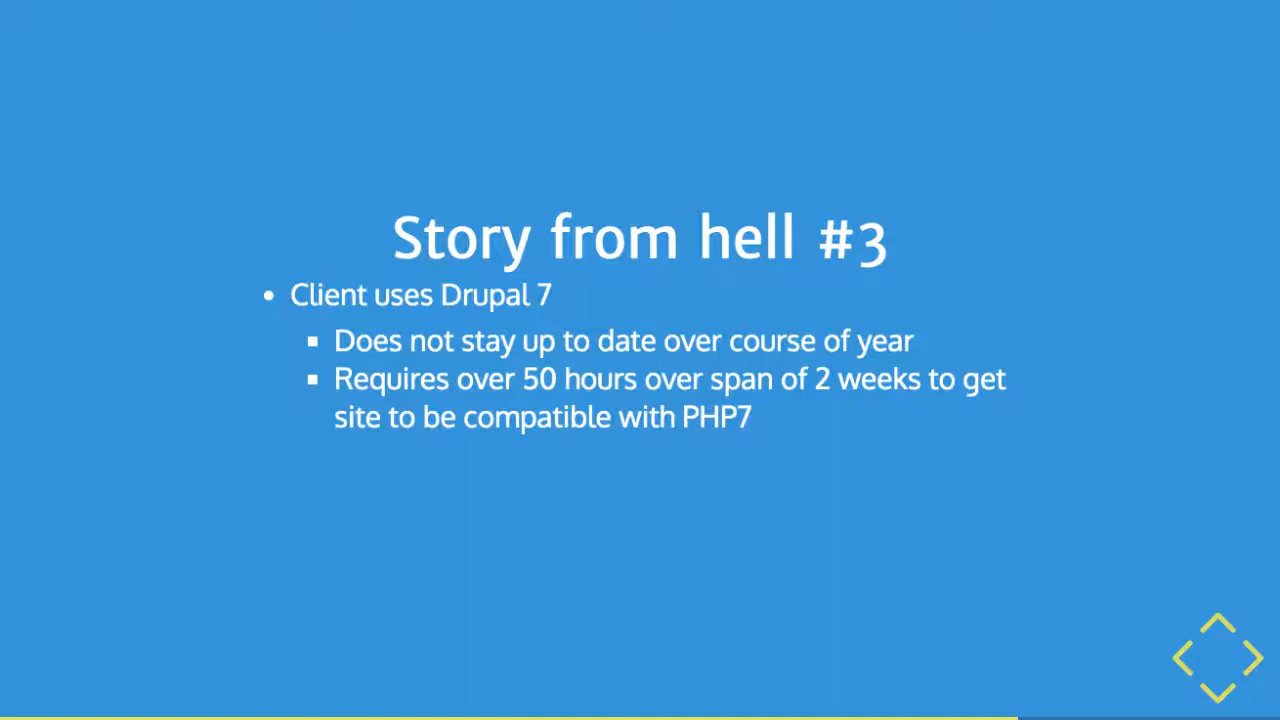 Story from hell #3
• Client uses Drupal 7
▪ Does not stay up to date over course of year
▪ Requires over 50 hours over span of 2 weeks to get
site to be compatible with PHP7